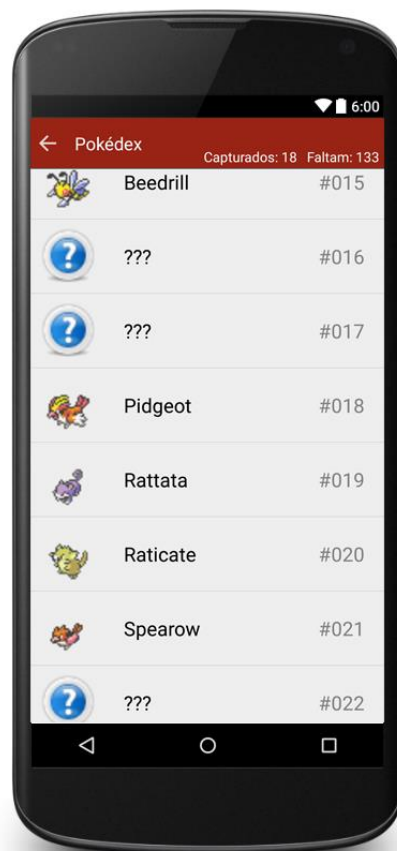 6:00
Pokédex
Capturados: 18 Faltam: 133
Beedrill #015
??? #016
??? #017
Pidgeot #018
Rattata #019
Raticate #020
Spearow #021
??? #022